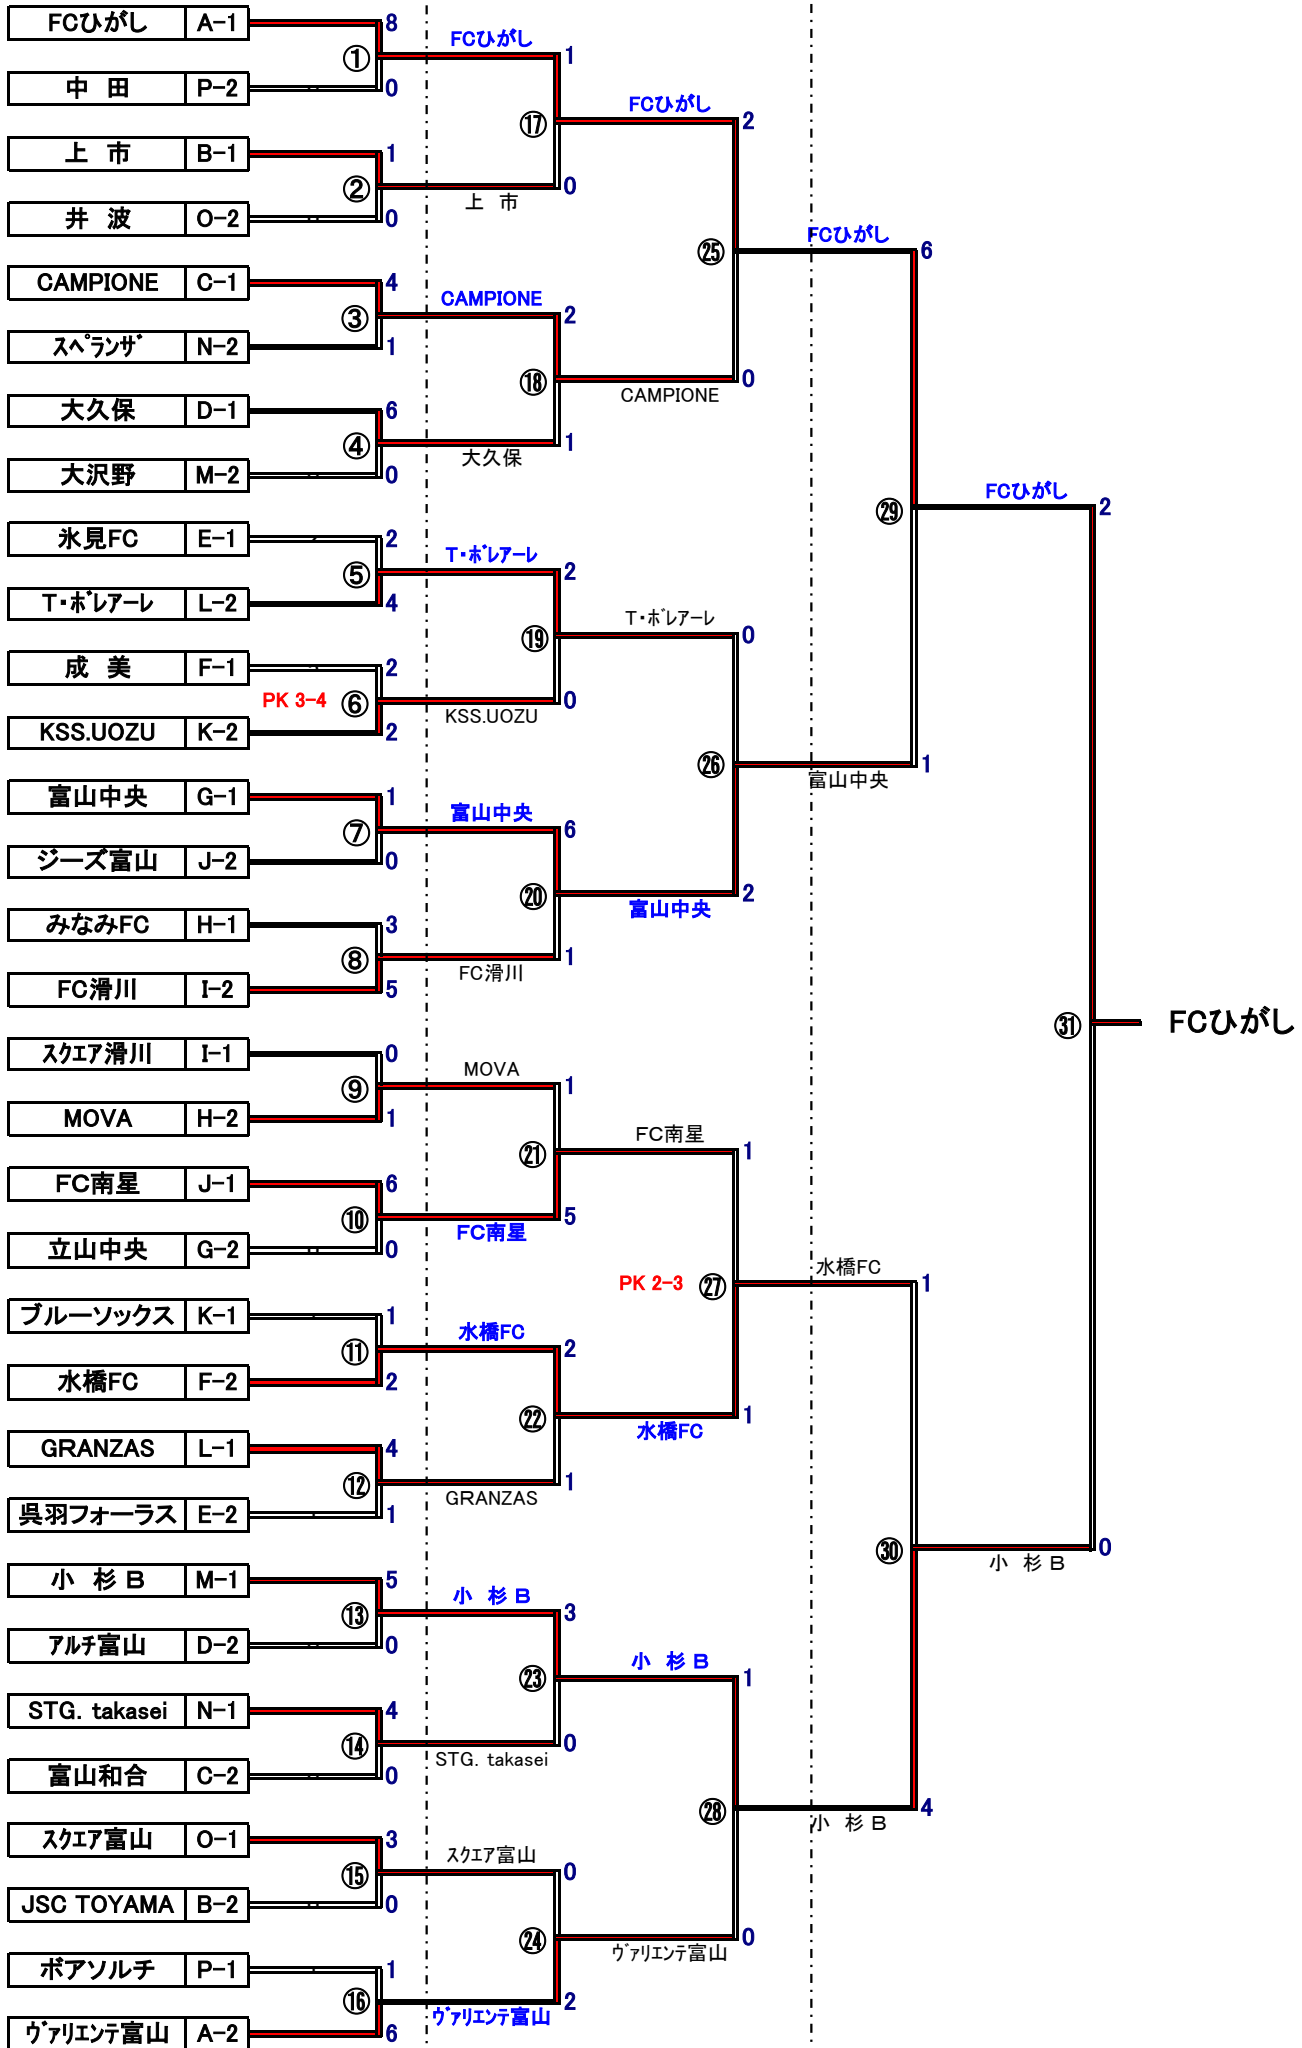 FCひがし A-1 8
① FCひがし 1
中 田 P-2 0
FCひがし 2
⑰
上 市 B-1 1
② 0
上 市
井 波 O-2 0
FCひがし 6
㉕
CAMPIONE C-1 4
CAMPIONE 2
③
スペランザ N-2 1
⑱ 0
CAMPIONE
大久保 D-1 6
④ 1
大久保
大沢野 M-2 0
FCひがし 2
㉙
氷見FC E-1 2
T・ボレアーレ 2
⑤
T・ボレアーレ L-2 4
T・ボレアーレ 0
⑲
成 美 F-1 2
PK 3-4 ⑥ 0
KSS.UOZU
KSS.UOZU K-2 2
㉖ 1
富山中央
富山中央 G-1 1
富山中央 6
⑦
ジーズ富山 J-2 0
⑳ 2
富山中央
みなみFC H-1 3
⑧ 1
FC滑川
FC滑川 I-2 5
㉛ FCひがし
スクエア滑川 I-1 0
MOVA 1
⑨
MOVA H-2 1
FC南星 1
㉑
FC南星 J-1 6
⑩ 5
FC南星
立山中央 G-2 0
水橋FC 1
PK 2-3 ㉗
ブルーソックス K-1 1
水橋FC 2
⑪
水橋FC F-2 2
㉒ 1
水橋FC
GRANZAS L-1 4
⑫ 1
GRANZAS
呉羽フォーラス E-2 1
㉚ 0
小 杉 B
小 杉 B M-1 5
小 杉 B 3
⑬
アルチ富山 D-2 0
小 杉 B 1
㉓
STG. takasei N-1 4
⑭ 0
STG. takasei
富山和合 C-2 0
㉘ 4
小 杉 B
スクエア富山 O-1 3
スクエア富山 0
⑮
JSC TOYAMA B-2 0
㉔ 0
ヴァリエンテ富山
ボアソルチ P-1 1
⑯ 2
ヴァリエンテ富山
ヴァリエンテ富山 A-2 6